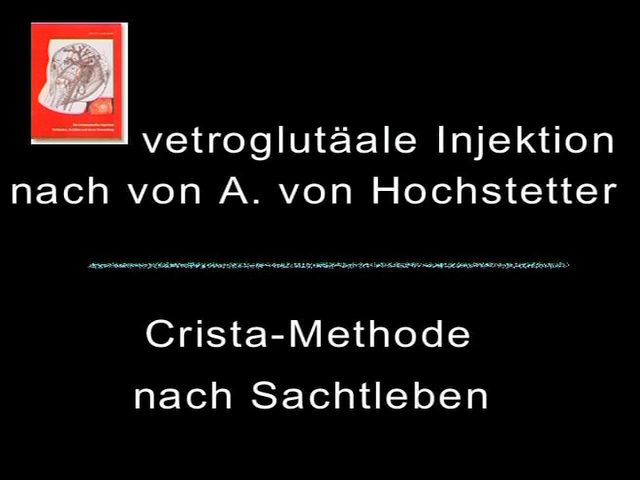 vetroglutäale Injektion
nach von A. von Hochstetter
Crista-Methode
nach Sachtleben